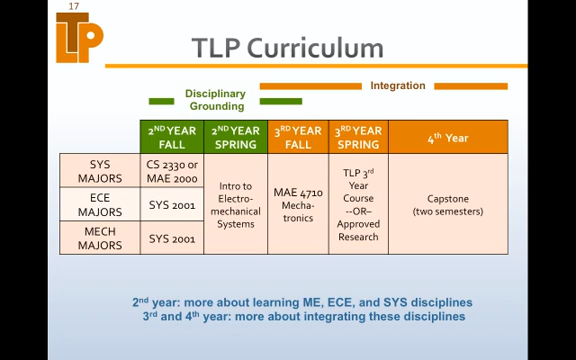 17
TLP
TLP Curriculum
Integration
Disciplinary
Grounding
2ND YEAR
FALL
2ND YEAR
SPRING
3RD YEAR
FALL
3RD YEAR
SPRING
4th Year
SYS
MAJORS
CS 2330 or
MAE 2000
ECE
MAJORS
SYS 2001
MECH
MAJORS
SYS 2001
Intro to
Electro-
mechanical
Systems
MAE 4710
Mecha-
tronics
TLP 3rd
Year
Course
--OR--
Approved
Research
Capstone
(two semesters)
2nd year: more about learning ME, ECE, and SYS disciplines
3rd and 4th year: more about integrating these disciplines